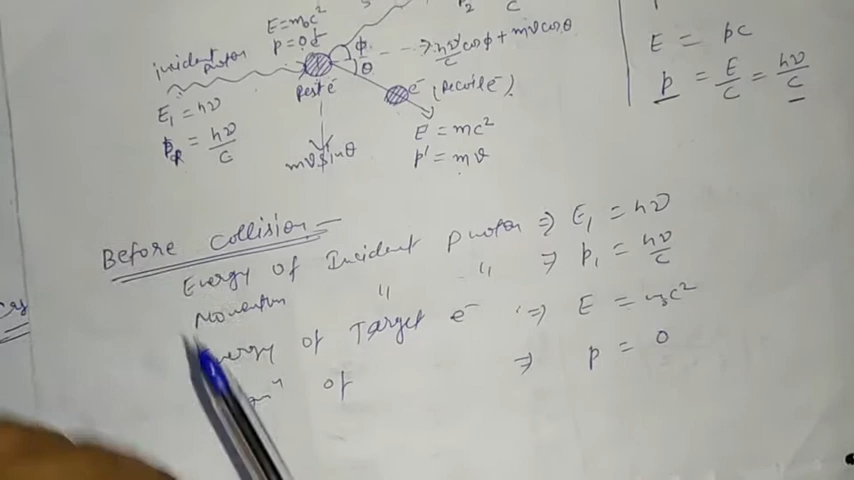 E=m₀c²
p=0
p₂
c
incident
φ
θ
hν'/c cosφ + mv cosθ
Rest e⁻
e⁻ (Recoil e⁻)
E₁ = hν
= hν/c
mv sinθ
E = mc²
p' = mv
E = pc
p = E/c = hν/c
Before Collision –
Energy of Incident photon ⇒ E₁ = hν
Momentum " " ⇒ p₁ = hν/c
Energy of Target e⁻ ⇒ E = m₀c²
of ⇒ p = 0